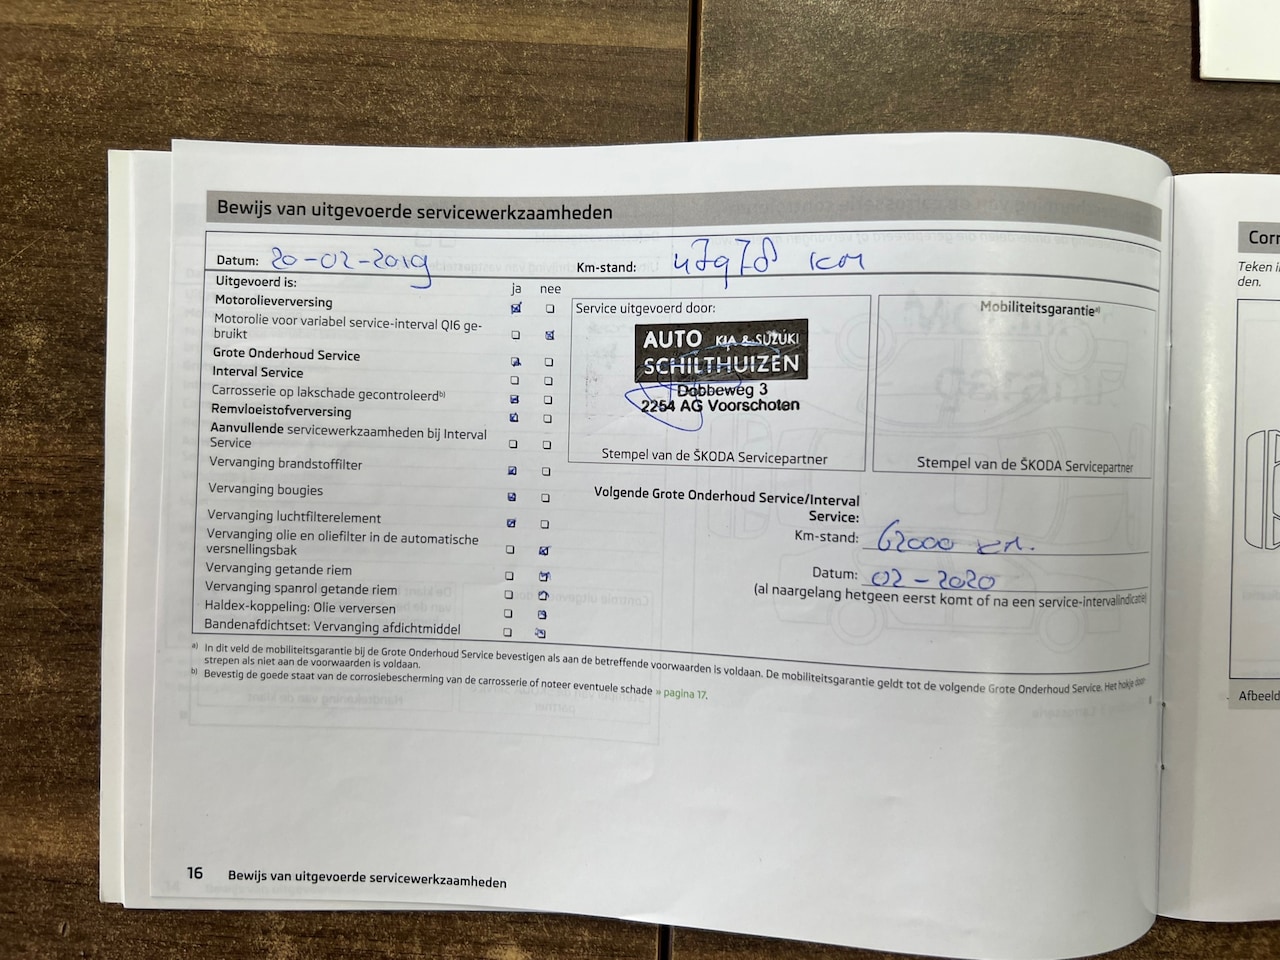 Bewijs van uitgevoerde servicewerkzaamheden
Datum: 20-02-2019
Km-stand: 47978 km
Uitgevoerd is:
ja nee
Motorolieverversing
Motorolie voor variabel service-interval QI6 ge-
bruikt
Grote Onderhoud Service
Interval Service
Carrosserie op lakschade gecontroleerd b)
Remvloeistofverversing
Aanvullende servicewerkzaamheden bij Interval
Service
Vervanging brandstoffilter
Vervanging bougies
Vervanging luchtfilterelement
Vervanging olie en oliefilter in de automatische
versnellingsbak
Vervanging getande riem
Vervanging spanrol getande riem
Haldex-koppeling: Olie verversen
Bandenafdichtset: Vervanging afdichtmiddel
Service uitgevoerd door:
AUTO KIA & SUZUKI
SCHILTHUIZEN
Dobbeweg 3
2254 AG Voorschoten
Stempel van de ŠKODA Servicepartner
Mobiliteitsgarantie a)
Stempel van de ŠKODA Servicepartner
Volgende Grote Onderhoud Service/Interval
Service:
Km-stand: 62000 km.
Datum: 02-2020
(al naargelang hetgeen eerst komt of na een service-intervalindicatie)
a) In dit veld de mobiliteitsgarantie bij de Grote Onderhoud Service bevestigen als aan de betreffende voorwaarden is voldaan. De mobiliteitsgarantie geldt tot de volgende Grote Onderhoud Service. Het hokje door-
strepen als niet aan de voorwaarden is voldaan.
b) Bevestig de goede staat van de corrosiebescherming van de carrosserie of noteer eventuele schade » pagina 17.
16 Bewijs van uitgevoerde servicewerkzaamheden
Corr
Teken i
den.
Afbeeld